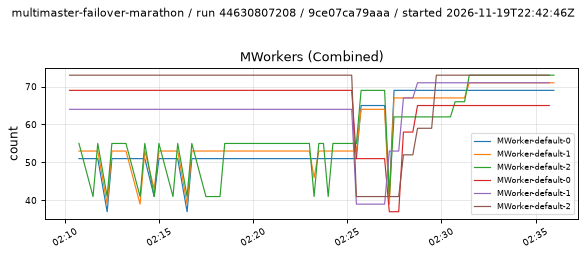 multimaster-failover-marathon / run 44630807208 / 9ce07ca79aaa / started 2026-11-19T22:42:46Z
MWorkers (Combined)
count
70
60
50
40
MWorker-default-0
MWorker-default-1
MWorker-default-2
MWorker-default-0
MWorker-default-1
MWorker-default-2
02:10
02:15
02:20
02:25
02:30
02:35